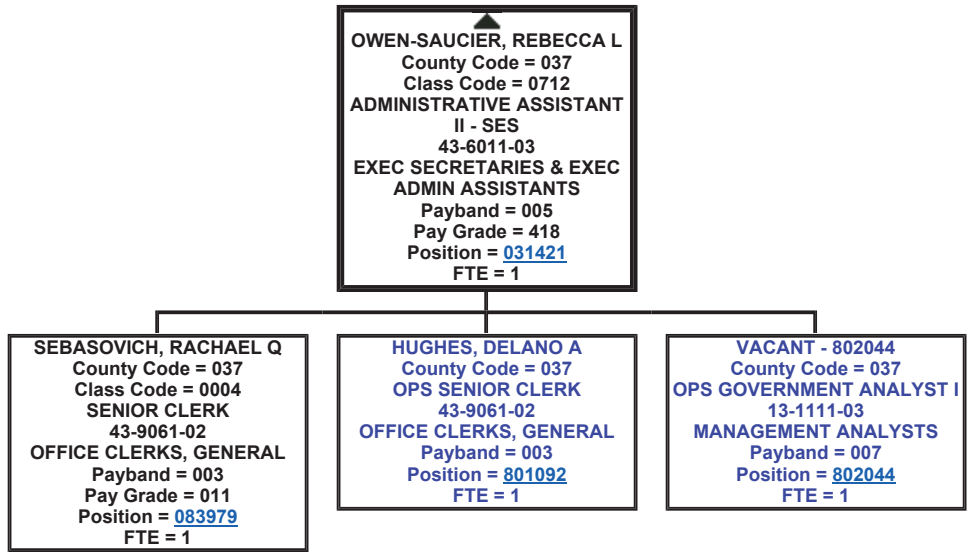 OWEN-SAUCIER, REBECCA L
County Code = 037
Class Code = 0712
ADMINISTRATIVE ASSISTANT
II - SES
43-6011-03
EXEC SECRETARIES & EXEC
ADMIN ASSISTANTS
Payband = 005
Pay Grade = 418
Position = 031421
FTE = 1
SEBASOVICH, RACHAEL Q
County Code = 037
Class Code = 0004
SENIOR CLERK
43-9061-02
OFFICE CLERKS, GENERAL
Payband = 003
Pay Grade = 011
Position = 083979
FTE = 1
HUGHES, DELANO A
County Code = 037
OPS SENIOR CLERK
43-9061-02
OFFICE CLERKS, GENERAL
Payband = 003
Position = 801092
FTE = 1
VACANT - 802044
County Code = 037
OPS GOVERNMENT ANALYST I
13-1111-03
MANAGEMENT ANALYSTS
Payband = 007
Position = 802044
FTE = 1